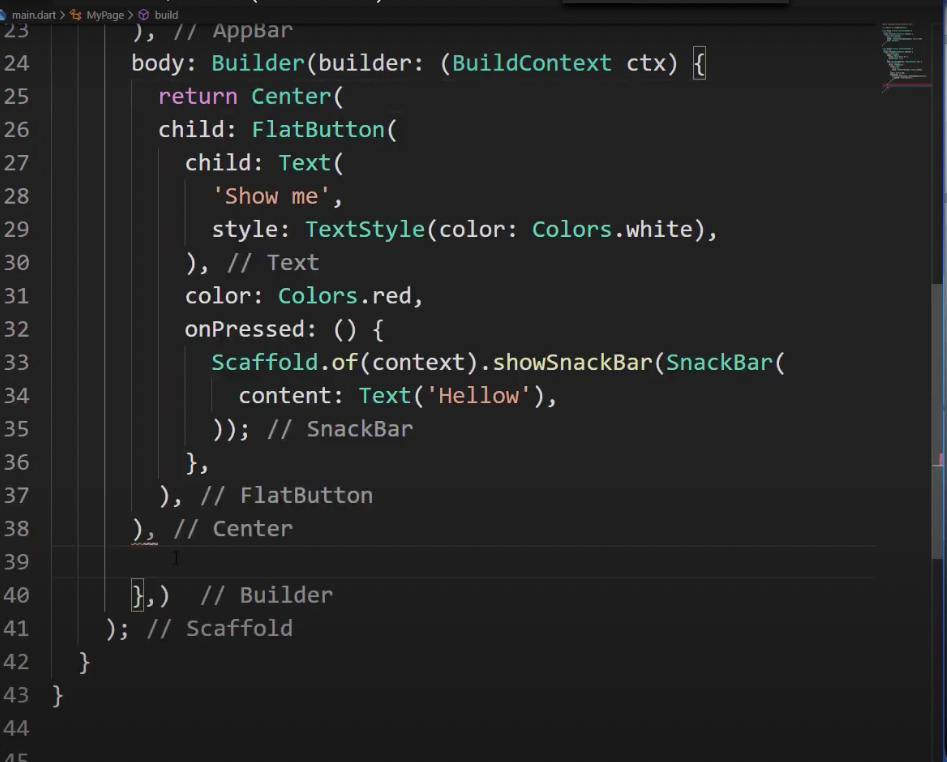 main.dart > MyPage > build
23 ), // AppBar
24 body: Builder(builder: (BuildContext ctx) {
25 return Center(
26 child: FlatButton(
27 child: Text(
28 'Show me',
29 style: TextStyle(color: Colors.white),
30 ), // Text
31 color: Colors.red,
32 onPressed: () {
33 Scaffold.of(context).showSnackBar(SnackBar(
34 content: Text('Hellow'),
35 )); // SnackBar
36 },
37 ), // FlatButton
38 ), // Center
39
40 },) // Builder
41 ); // Scaffold
42 }
43 }
44
45